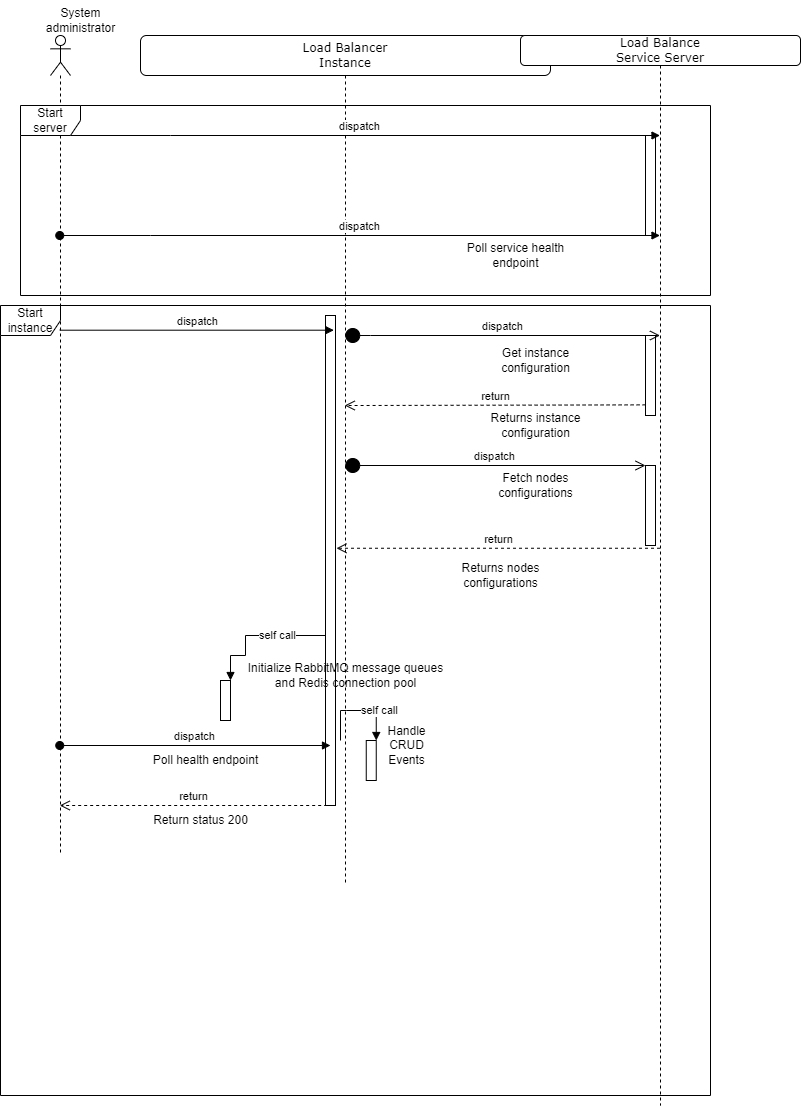 System
administrator
Load Balancer
Instance
Load Balance
Service Server
Start
server
dispatch
dispatch
Poll service health
endpoint
Start
instance
dispatch
dispatch
Get instance
configuration
return
Returns instance
configuration
dispatch
Fetch nodes
configurations
return
Returns nodes
configurations
self call
Initialize RabbitMQ message queues
and Redis connection pool
self call
Handle
CRUD
Events
dispatch
Poll health endpoint
return
Return status 200